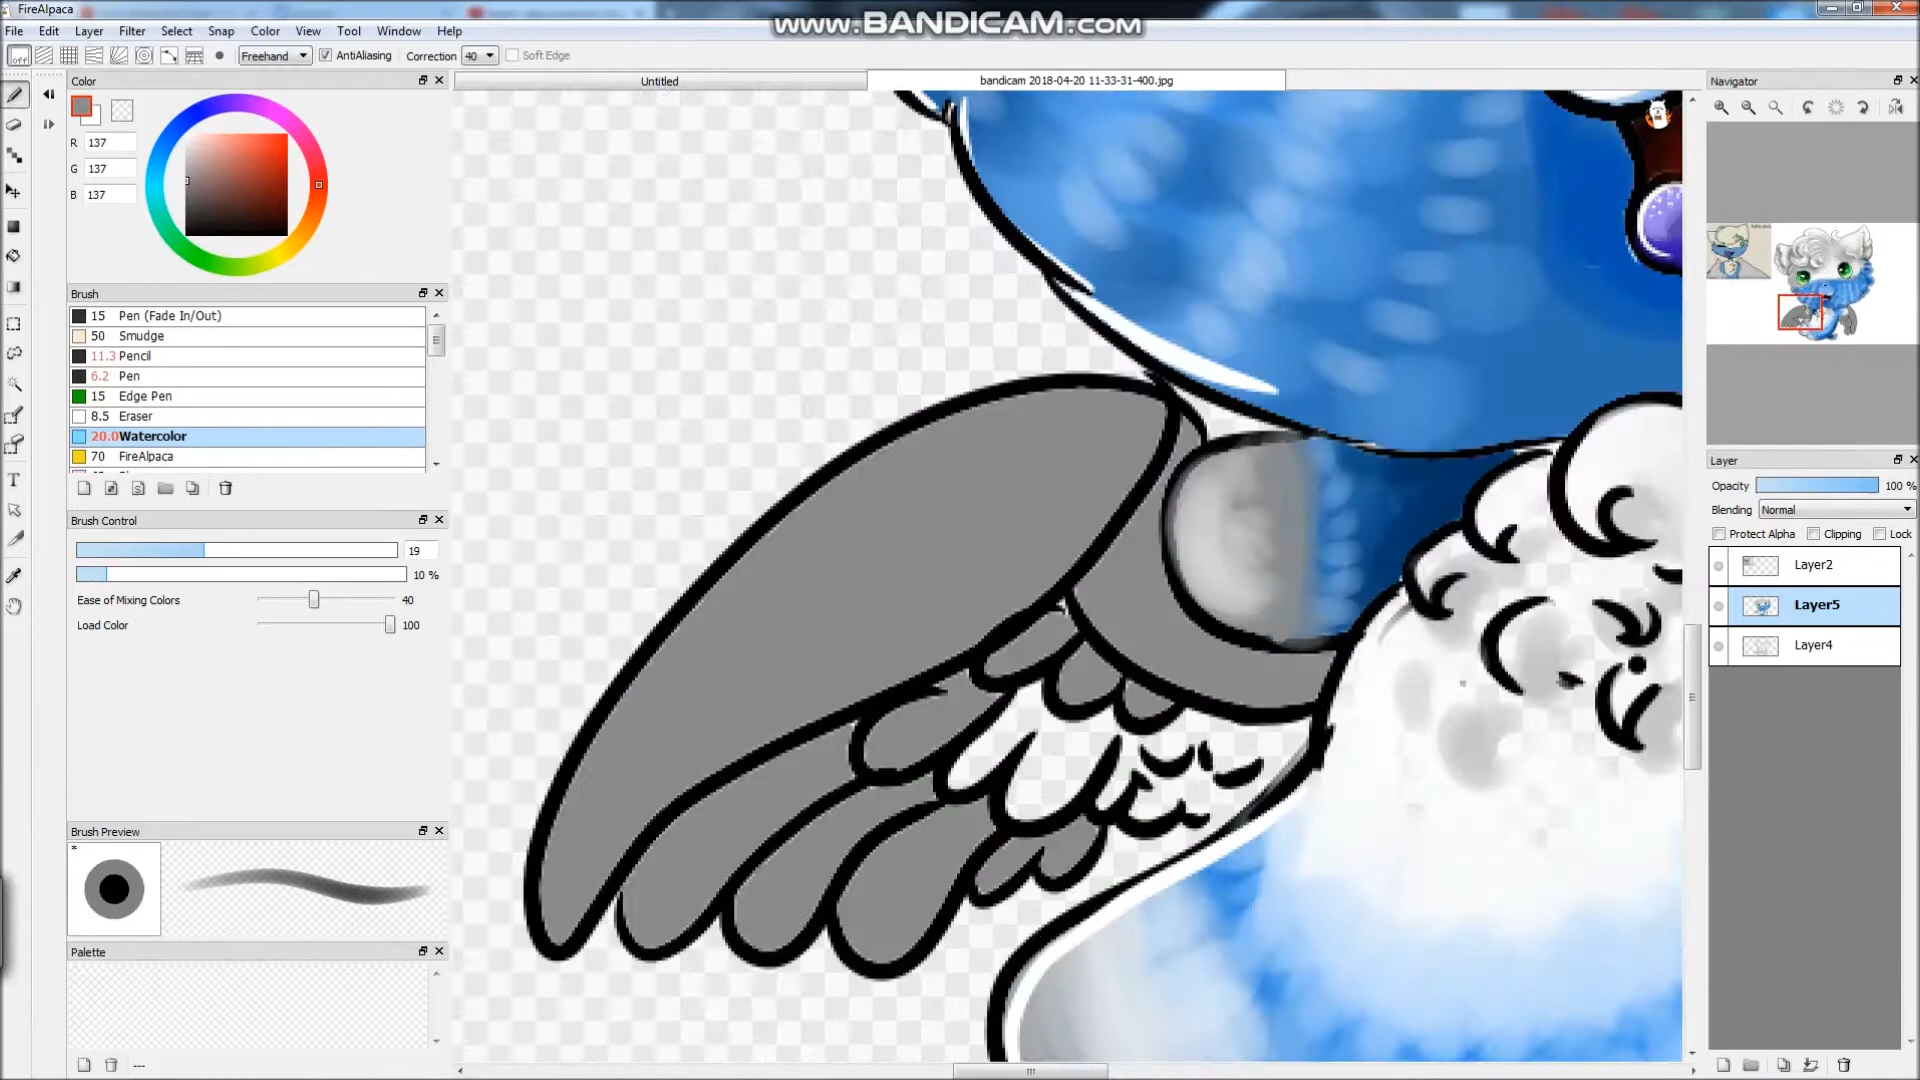 FireAlpaca
www.BANDICAM.com
File Edit Layer Filter Select Snap Color View Tool Window Help
off Freehand AntiAliasing Correction 40 Soft Edge
Color
Untitled
bandicam 2018-04-20 11-33-31-400.jpg
Navigator
R 137
G 137
B 137
Brush
15 Pen (Fade In/Out)
50 Smudge
11.3 Pencil
6.2 Pen
15 Edge Pen
8.5 Eraser
20.0 Watercolor
70 FireAlpaca
Brush Control
19
10 %
Ease of Mixing Colors 40
Load Color 100
Brush Preview
*
Palette
---
Layer
Opacity 100 %
Blending Normal
Protect Alpha Clipping Lock
Layer2
Layer5
Layer4